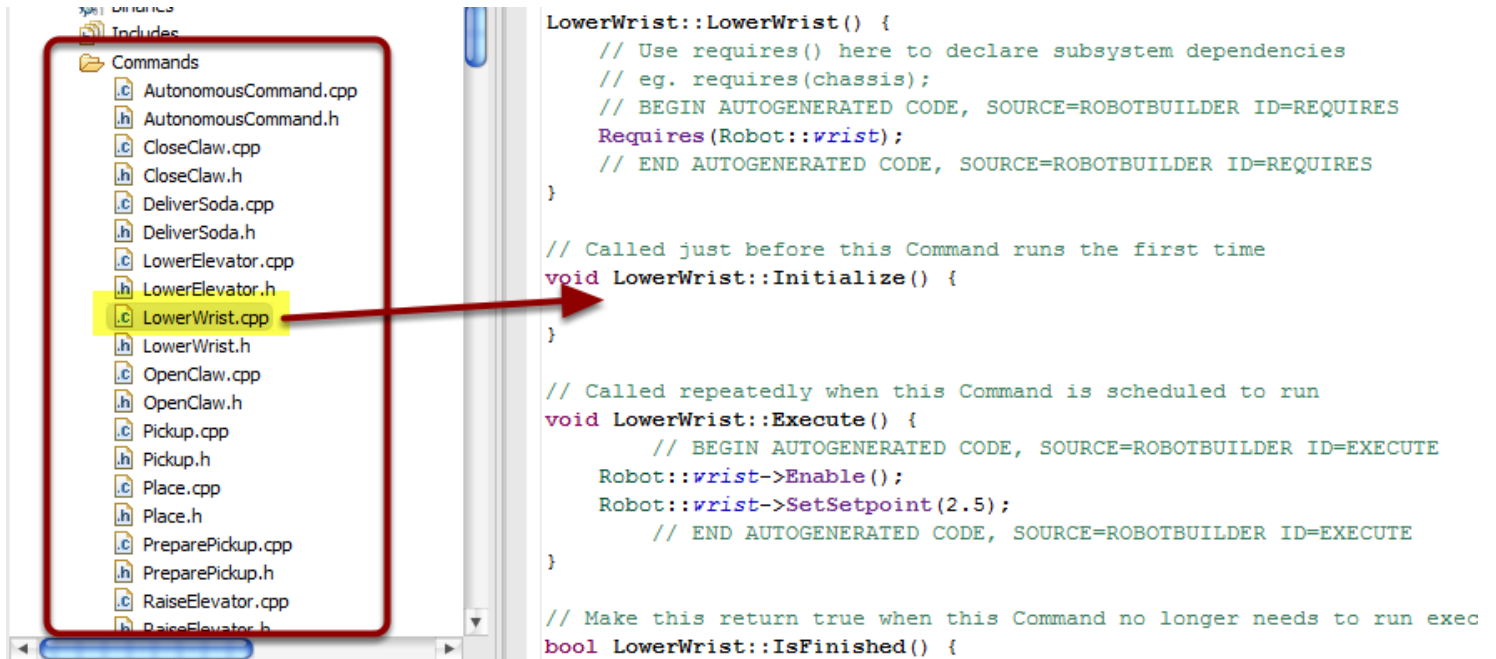 Includes
Commands
.c AutonomousCommand.cpp
.h AutonomousCommand.h
.c CloseClaw.cpp
.h CloseClaw.h
.c DeliverSoda.cpp
.h DeliverSoda.h
.c LowerElevator.cpp
.h LowerElevator.h
.c LowerWrist.cpp
.h LowerWrist.h
.c OpenClaw.cpp
.h OpenClaw.h
.c Pickup.cpp
.h Pickup.h
.c Place.cpp
.h Place.h
.c PreparePickup.cpp
.h PreparePickup.h
.c RaiseElevator.cpp
.h RaiseElevator.h
LowerWrist::LowerWrist() {
// Use requires() here to declare subsystem dependencies
// eg. requires(chassis);
// BEGIN AUTOGENERATED CODE, SOURCE=ROBOTBUILDER ID=REQUIRES
Requires(Robot::wrist);
// END AUTOGENERATED CODE, SOURCE=ROBOTBUILDER ID=REQUIRES
}
// Called just before this Command runs the first time
void LowerWrist::Initialize() {
}
// Called repeatedly when this Command is scheduled to run
void LowerWrist::Execute() {
// BEGIN AUTOGENERATED CODE, SOURCE=ROBOTBUILDER ID=EXECUTE
Robot::wrist->Enable();
Robot::wrist->SetSetpoint(2.5);
// END AUTOGENERATED CODE, SOURCE=ROBOTBUILDER ID=EXECUTE
}
// Make this return true when this Command no longer needs to run exec
bool LowerWrist::IsFinished() {